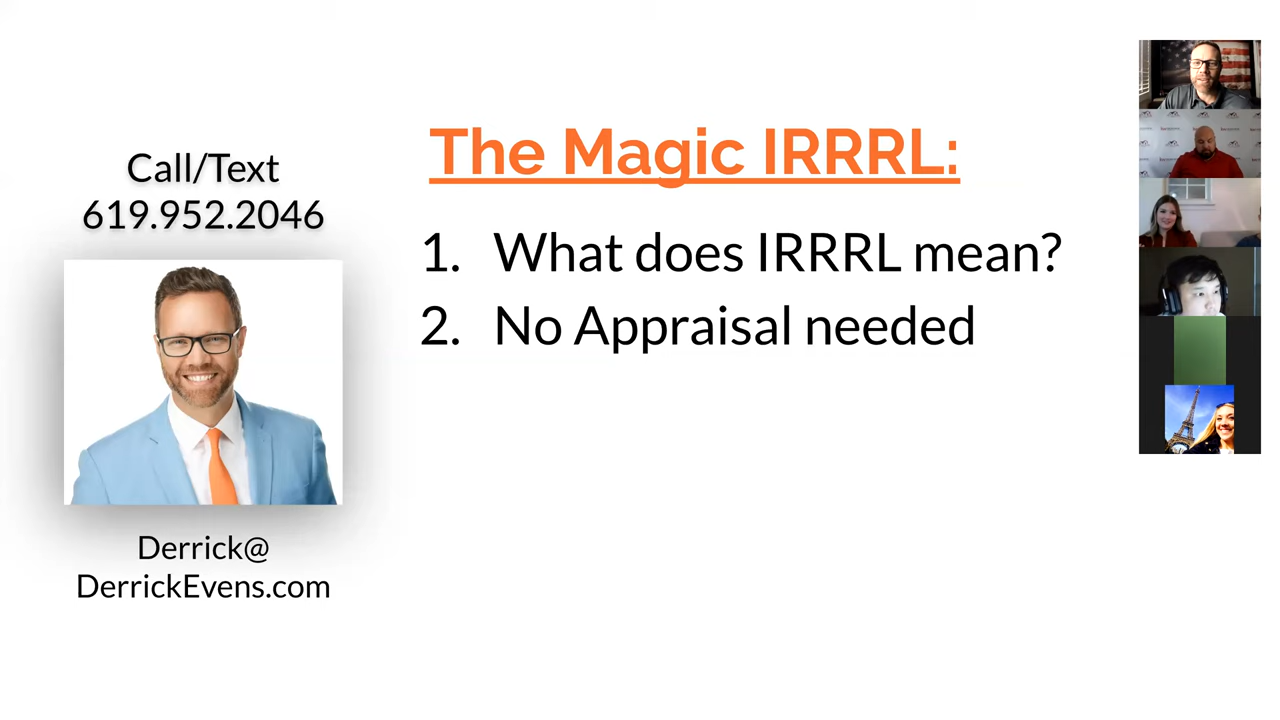 Call/Text
619.952.2046
Derrick@
DerrickEvens.com
The Magic IRRRL:
1. What does IRRRL mean?
2. No Appraisal needed